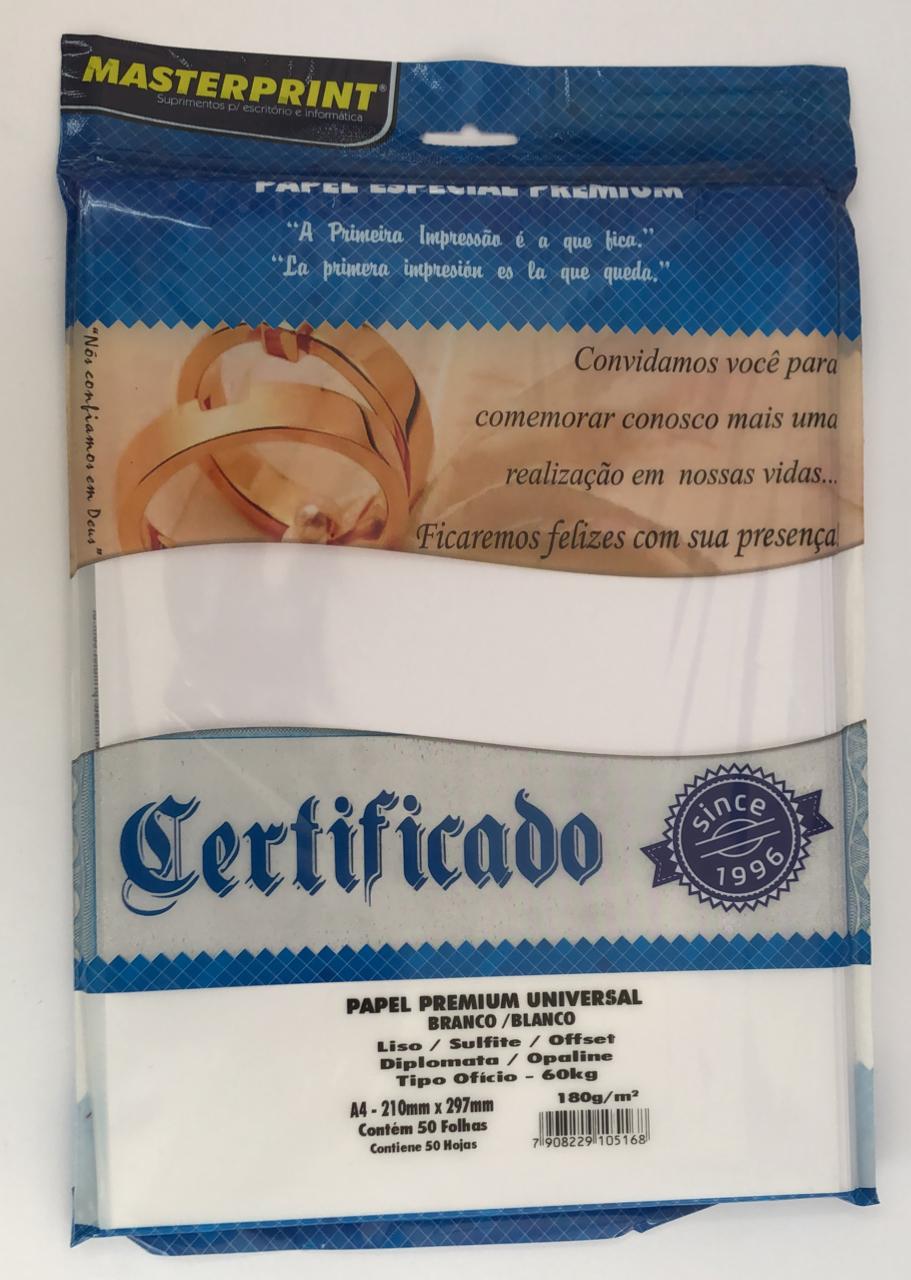 MASTERPRINT®
Suprimentos p/ escritório e informática
PAPEL ESPECIAL PREMIUM
“A Primeira Impressão é a que fica.”
“La primera impresión es la que queda.”
“Nós confiamos em Deus”
Convidamos você para
comemorar conosco mais uma
realização em nossas vidas...
Ficaremos felizes com sua presença
Certificado
since
1996
PAPEL PREMIUM UNIVERSAL
BRANCO /BLANCO
Liso / Sulfite / Offset
Diplomata / Opaline
Tipo Ofício - 60kg
180g/m²
A4 - 210mm x 297mm
Contém 50 Folhas
Contiene 50 Hojas
7 908229 105168